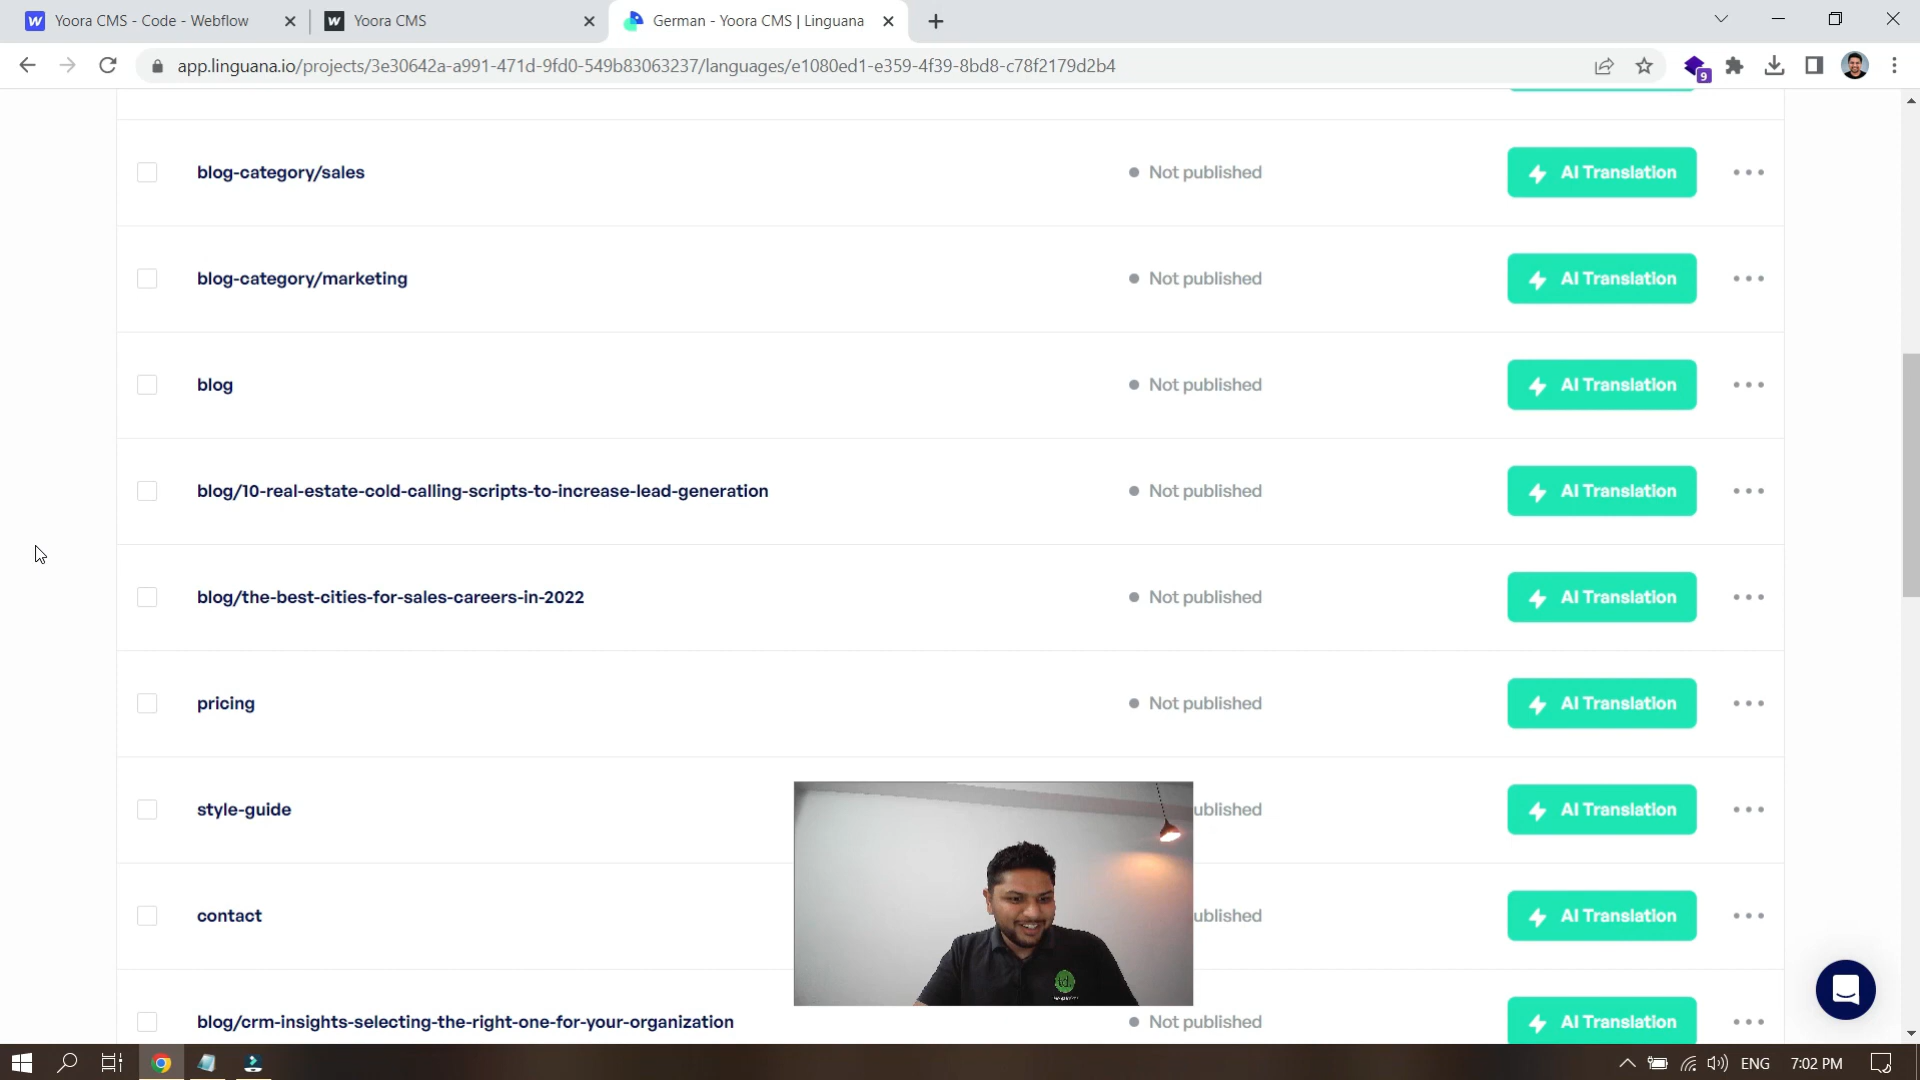 Yoora CMS - Code - Webflow
Yoora CMS
German - Yoora CMS | Linguana
app.linguana.io/projects/3e30642a-a991-471d-9fd0-549b83063237/languages/e1080ed1-e359-4f39-8bd8-c78f2179d2b4
9
blog-category/sales Not published AI Translation
blog-category/marketing Not published AI Translation
blog Not published AI Translation
blog/10-real-estate-cold-calling-scripts-to-increase-lead-generation Not published AI Translation
blog/the-best-cities-for-sales-careers-in-2022 Not published AI Translation
pricing Not published AI Translation
style-guide ublished AI Translation
contact ublished AI Translation
blog/crm-insights-selecting-the-right-one-for-your-organization Not published AI Translation
td.
ENG 7:02 PM